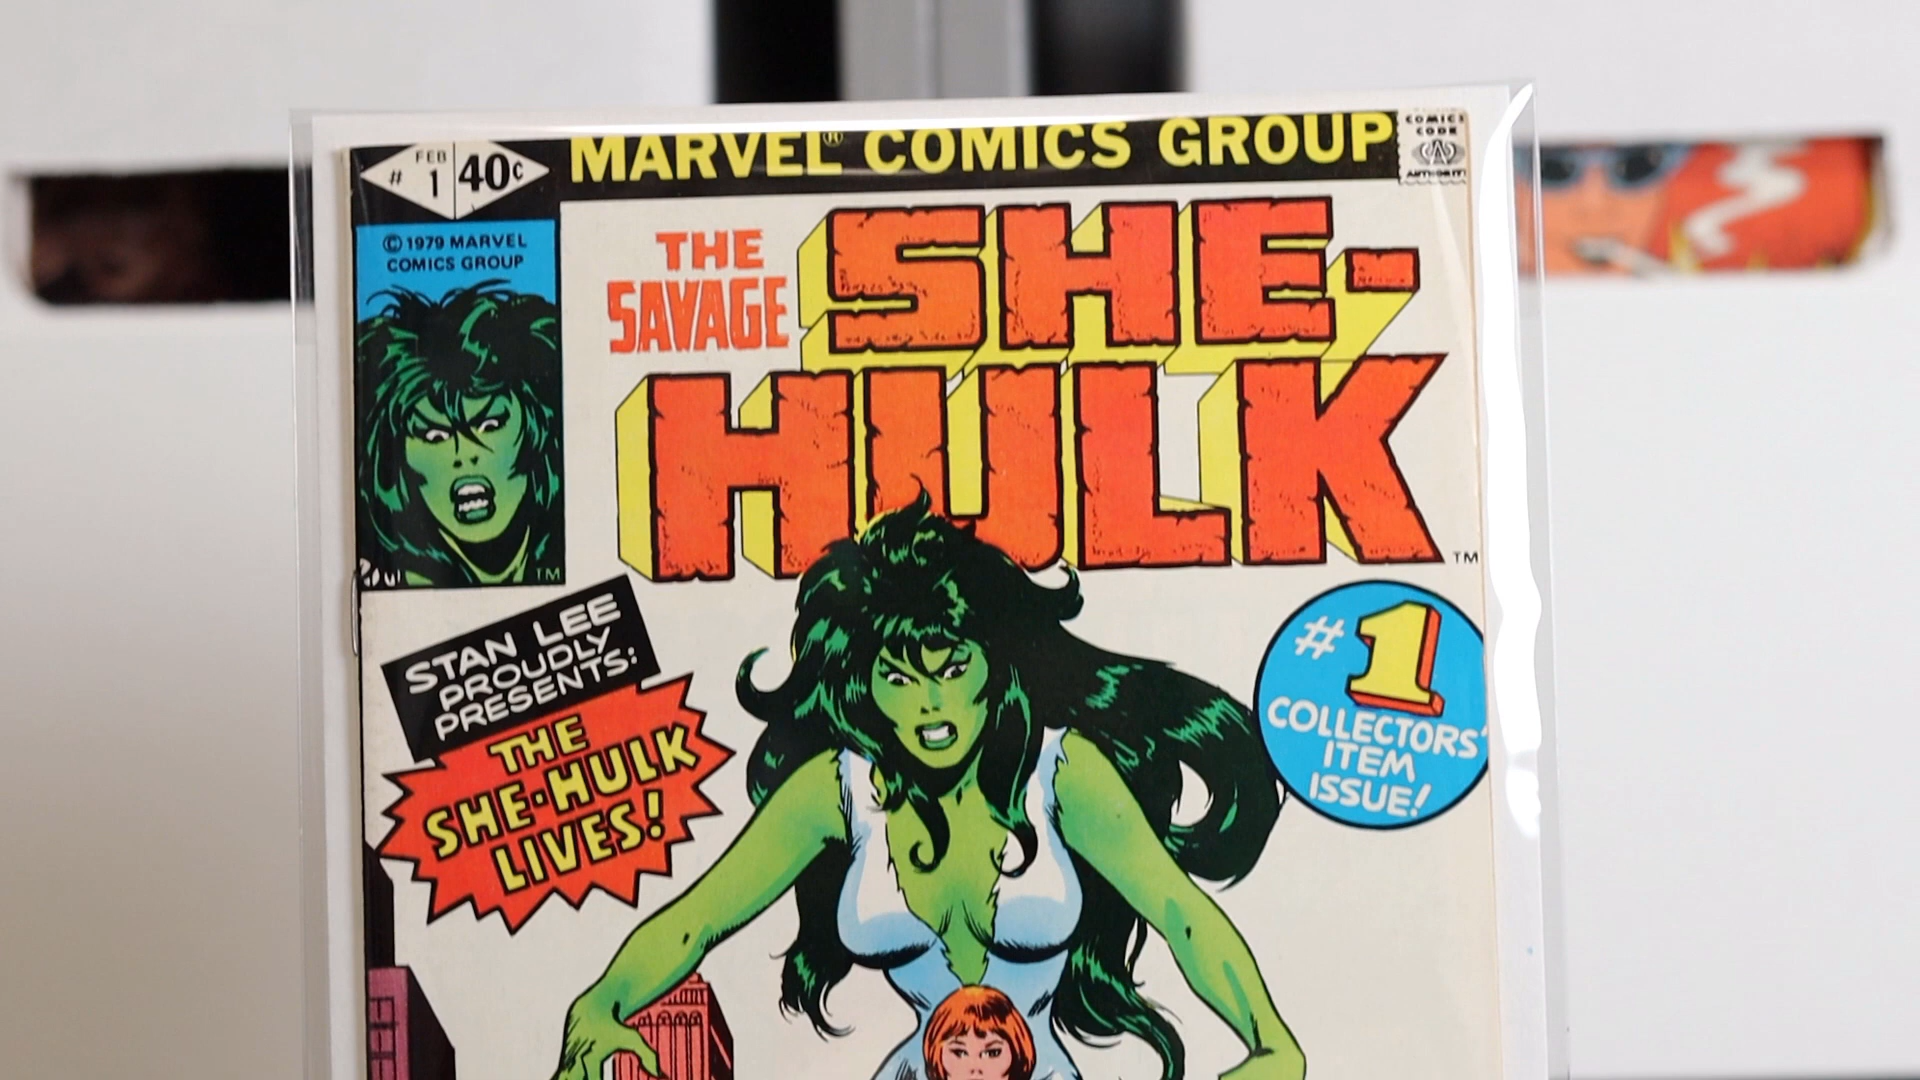 FEB
# 1
40¢
MARVEL® COMICS GROUP
COMICS
CODE
A
AUTHORITY
© 1979 MARVEL
COMICS GROUP
THE
SAVAGE
SHE-
HULK
TM
TM
STAN LEE
PROUDLY
PRESENTS:
THE
SHE-HULK
LIVES!
# 1
COLLECTORS'
ITEM
ISSUE!